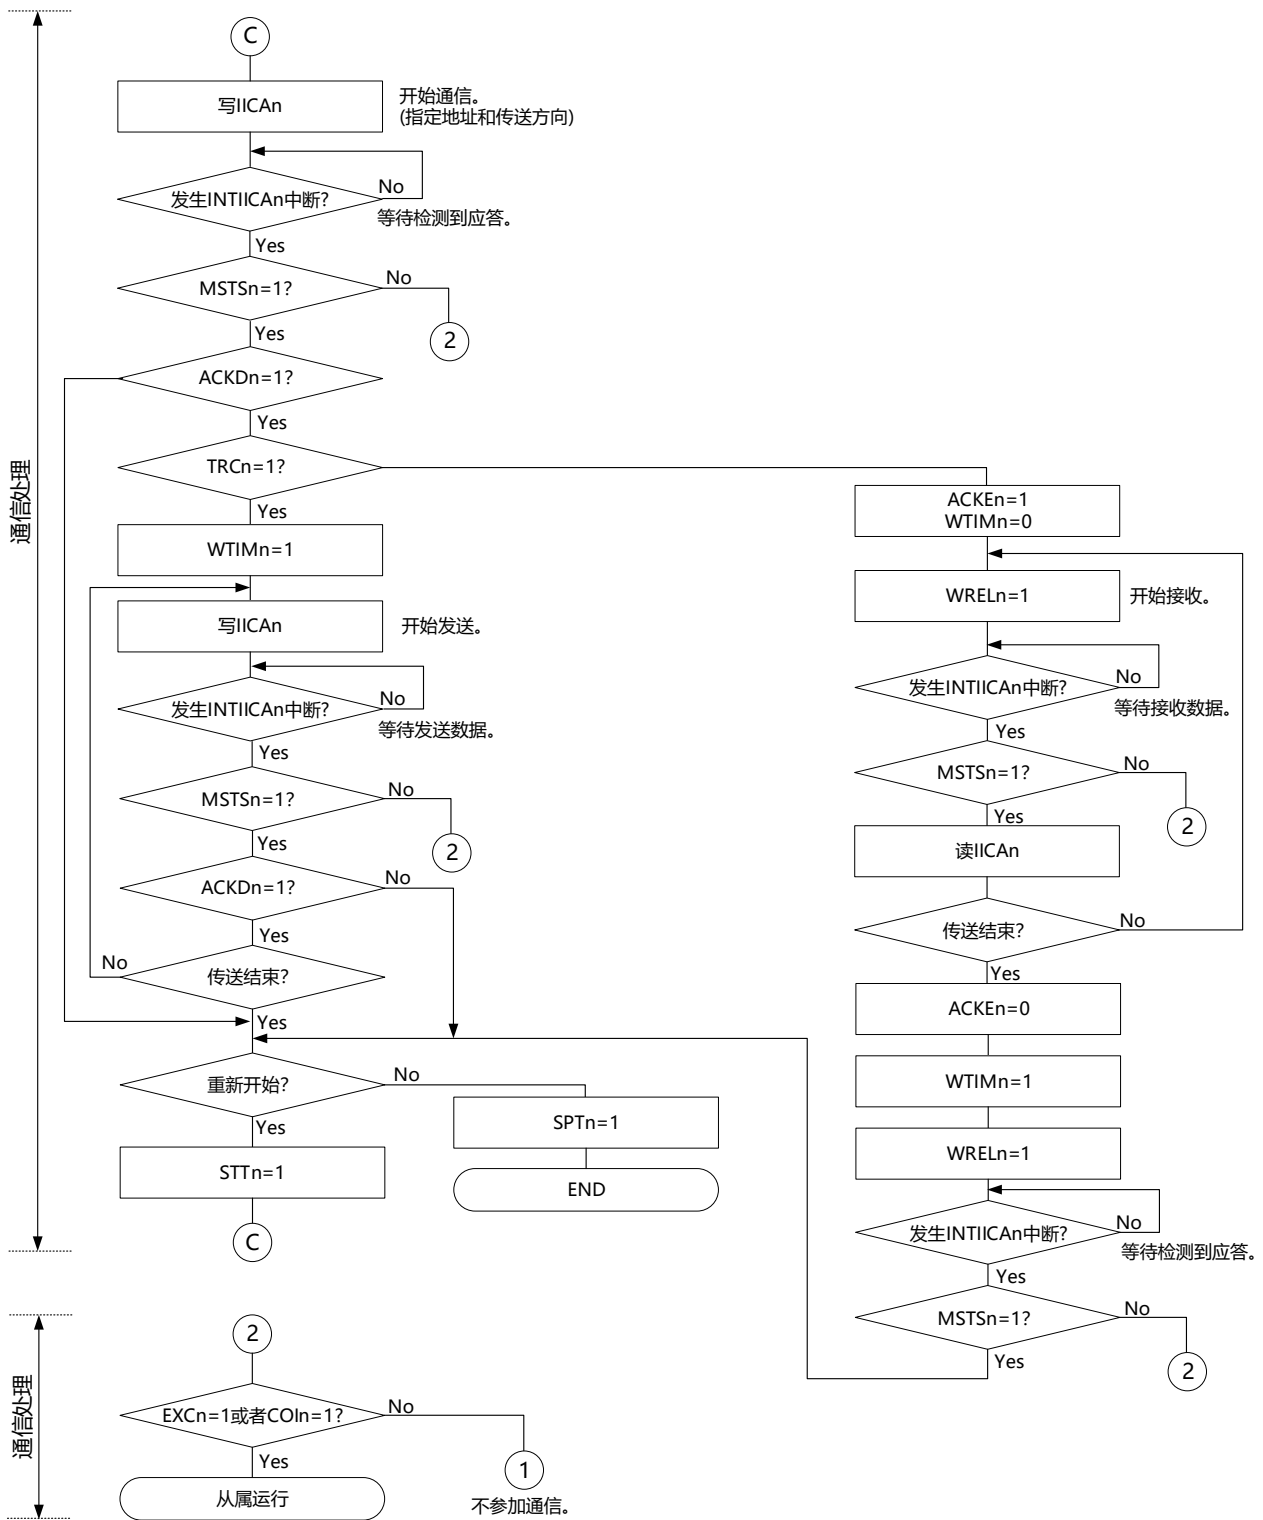 C
写IICAn
开始通信。
(指定地址和传送方向)
发生INTIICAn中断?
No
等待检测到应答。
Yes
MSTSn=1?
No
2
Yes
ACKDn=1?
Yes
TRCn=1?
Yes
WTIMn=1
写IICAn
开始发送。
发生INTIICAn中断?
No
等待发送数据。
Yes
MSTSn=1?
No
2
Yes
ACKDn=1?
No
Yes
传送结束?
No
Yes
重新开始?
No
Yes
STTn=1
C
SPTn=1
END
ACKEn=1
WTIMn=0
WRELn=1
开始接收。
发生INTIICAn中断?
No
等待接收数据。
Yes
MSTSn=1?
No
2
Yes
读IICAn
传送结束?
No
Yes
ACKEn=0
WTIMn=1
WRELn=1
发生INTIICAn中断?
No
等待检测到应答。
Yes
MSTSn=1?
No
2
Yes
通信处理
2
EXCn=1或者COIn=1?
No
1
不参加通信。
Yes
从属运行
通信处理